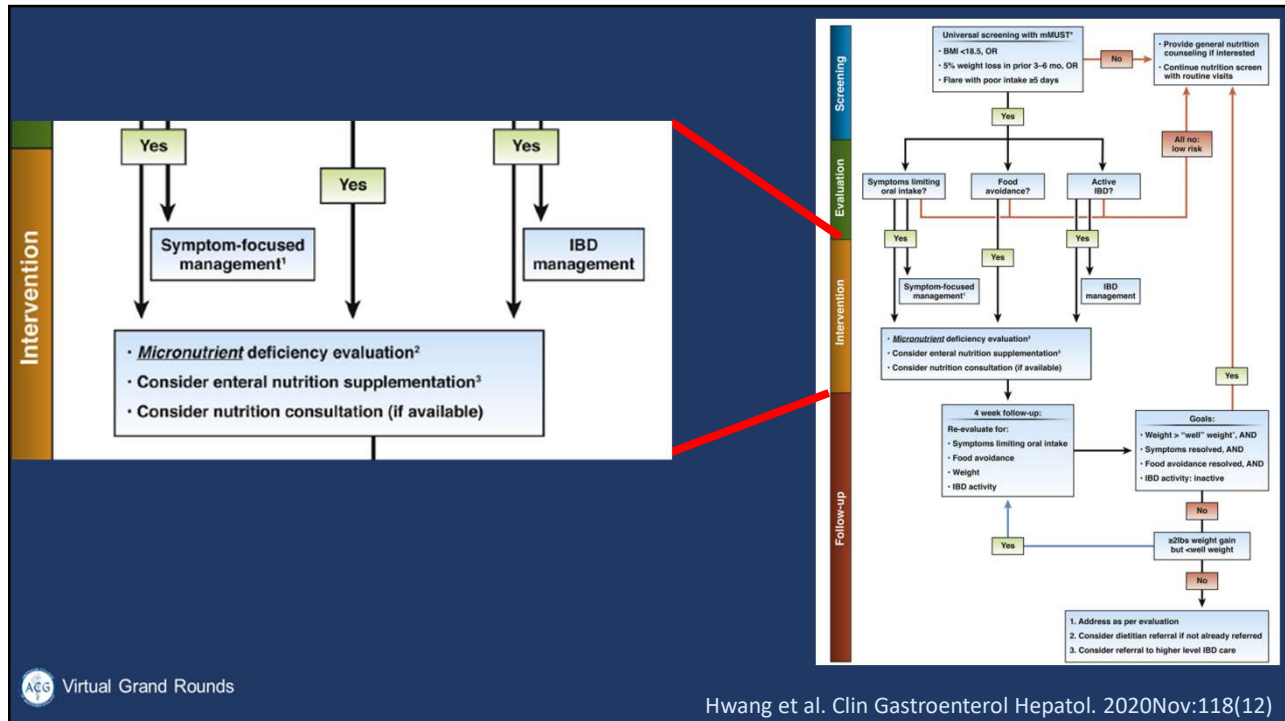 Intervention
Yes
Yes
Yes
Symptom-focused
management¹
IBD
management
· Micronutrient deficiency evaluation²
· Consider enteral nutrition supplementation³
· Consider nutrition consultation (if available)
Screening
Evaluation
Intervention
Follow-up
Universal screening with mMUST*
· BMI <18.5, OR
· 5% weight loss in prior 3–6 mo, OR
· Flare with poor intake ≥5 days
No
· Provide general nutrition
counseling if interested
· Continue nutrition screen
with routine visits
Yes
All no:
low risk
Symptoms limiting
oral intake?
Food
avoidance?
Active
IBD?
Yes
Yes
Yes
Symptom-focused
management¹
IBD
management
· Micronutrient deficiency evaluation²
· Consider enteral nutrition supplementation³
· Consider nutrition consultation (if available)
Yes
4 week follow-up:
Re-evaluate for:
· Symptoms limiting oral intake
· Food avoidance
· Weight
· IBD activity
Goals:
· Weight > “well” weight⁺, AND
· Symptoms resolved, AND
· Food avoidance resolved, AND
· IBD activity: inactive
No
Yes
≥2lbs weight gain
but <well weight
No
1. Address as per evaluation
2. Consider dietitian referral if not already referred
3. Consider referral to higher level IBD care
ACG
Virtual Grand Rounds
Hwang et al. Clin Gastroenterol Hepatol. 2020Nov:118(12)